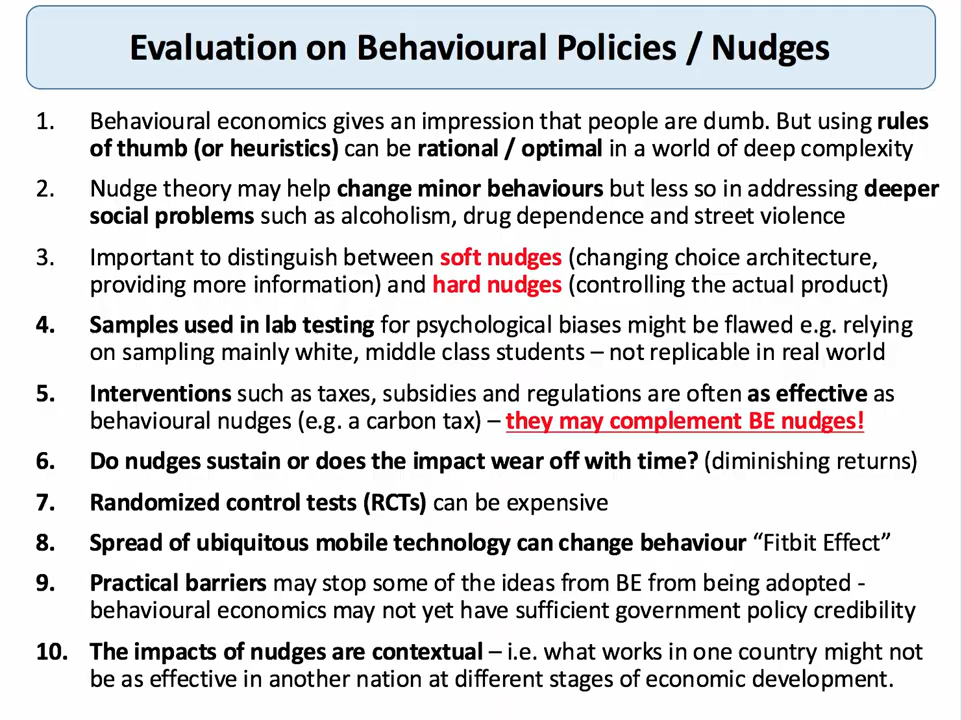 Evaluation on Behavioural Policies / Nudges
1. Behavioural economics gives an impression that people are dumb. But using rules
of thumb (or heuristics) can be rational / optimal in a world of deep complexity
2. Nudge theory may help change minor behaviours but less so in addressing deeper
social problems such as alcoholism, drug dependence and street violence
3. Important to distinguish between soft nudges (changing choice architecture,
providing more information) and hard nudges (controlling the actual product)
4. Samples used in lab testing for psychological biases might be flawed e.g. relying
on sampling mainly white, middle class students – not replicable in real world
5. Interventions such as taxes, subsidies and regulations are often as effective as
behavioural nudges (e.g. a carbon tax) – they may complement BE nudges!
6. Do nudges sustain or does the impact wear off with time? (diminishing returns)
7. Randomized control tests (RCTs) can be expensive
8. Spread of ubiquitous mobile technology can change behaviour “Fitbit Effect”
9. Practical barriers may stop some of the ideas from BE from being adopted -
behavioural economics may not yet have sufficient government policy credibility
10. The impacts of nudges are contextual – i.e. what works in one country might not
be as effective in another nation at different stages of economic development.